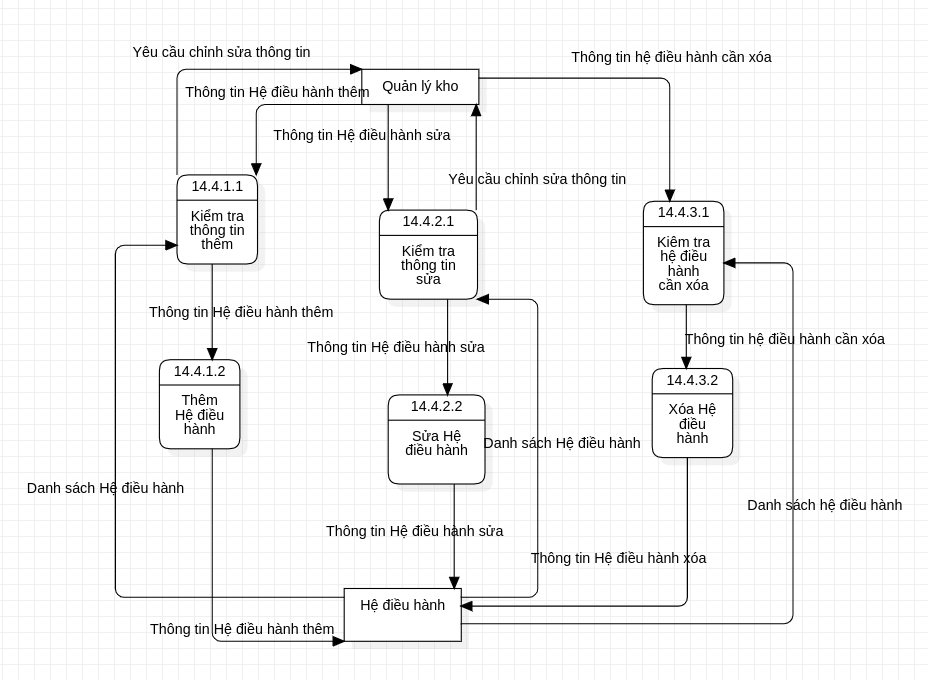 Yêu cầu chỉnh sửa thông tin
Thông tin hệ điều hành cần xóa
Quản lý kho
Thông tin Hệ điều hành thêm
Thông tin Hệ điều hành sửa
Yêu cầu chỉnh sửa thông tin
14.4.1.1
Kiểm tra
thông tin
thêm
14.4.2.1
Kiểm tra
thông tin
sửa
14.4.3.1
Kiêm tra
hệ điều
hành
cần xóa
Thông tin Hệ điều hành thêm
Thông tin Hệ điều hành sửa
Thông tin hệ điều hành cần xóa
14.4.1.2
Thêm
Hệ điều
hành
14.4.2.2
Sửa Hệ
điều hành
14.4.3.2
Xóa Hệ
điều
hành
Danh sách Hệ điều hành
Danh sách Hệ điều hành
Danh sách hệ điều hành
Thông tin Hệ điều hành sửa
Thông tin Hệ điều hành xóa
Hệ điều hành
Thông tin Hệ điều hành thêm